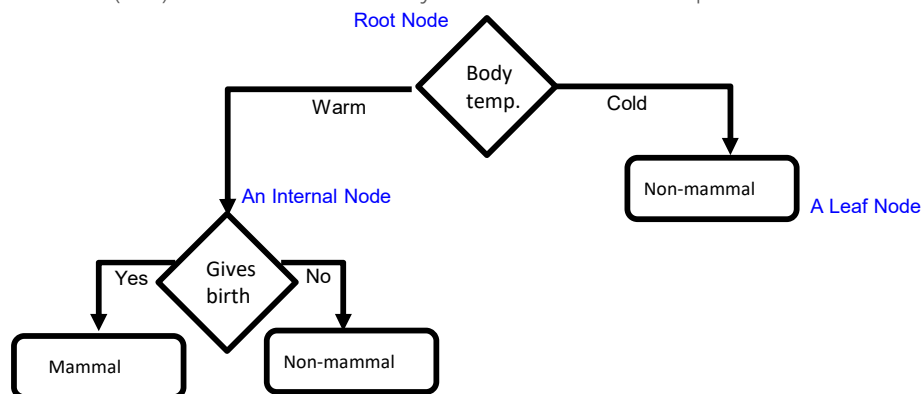 Root Node
Body
temp.
Warm
Cold
Non-mammal
An Internal Node
A Leaf Node
Yes
Gives
birth
No
Mammal
Non-mammal